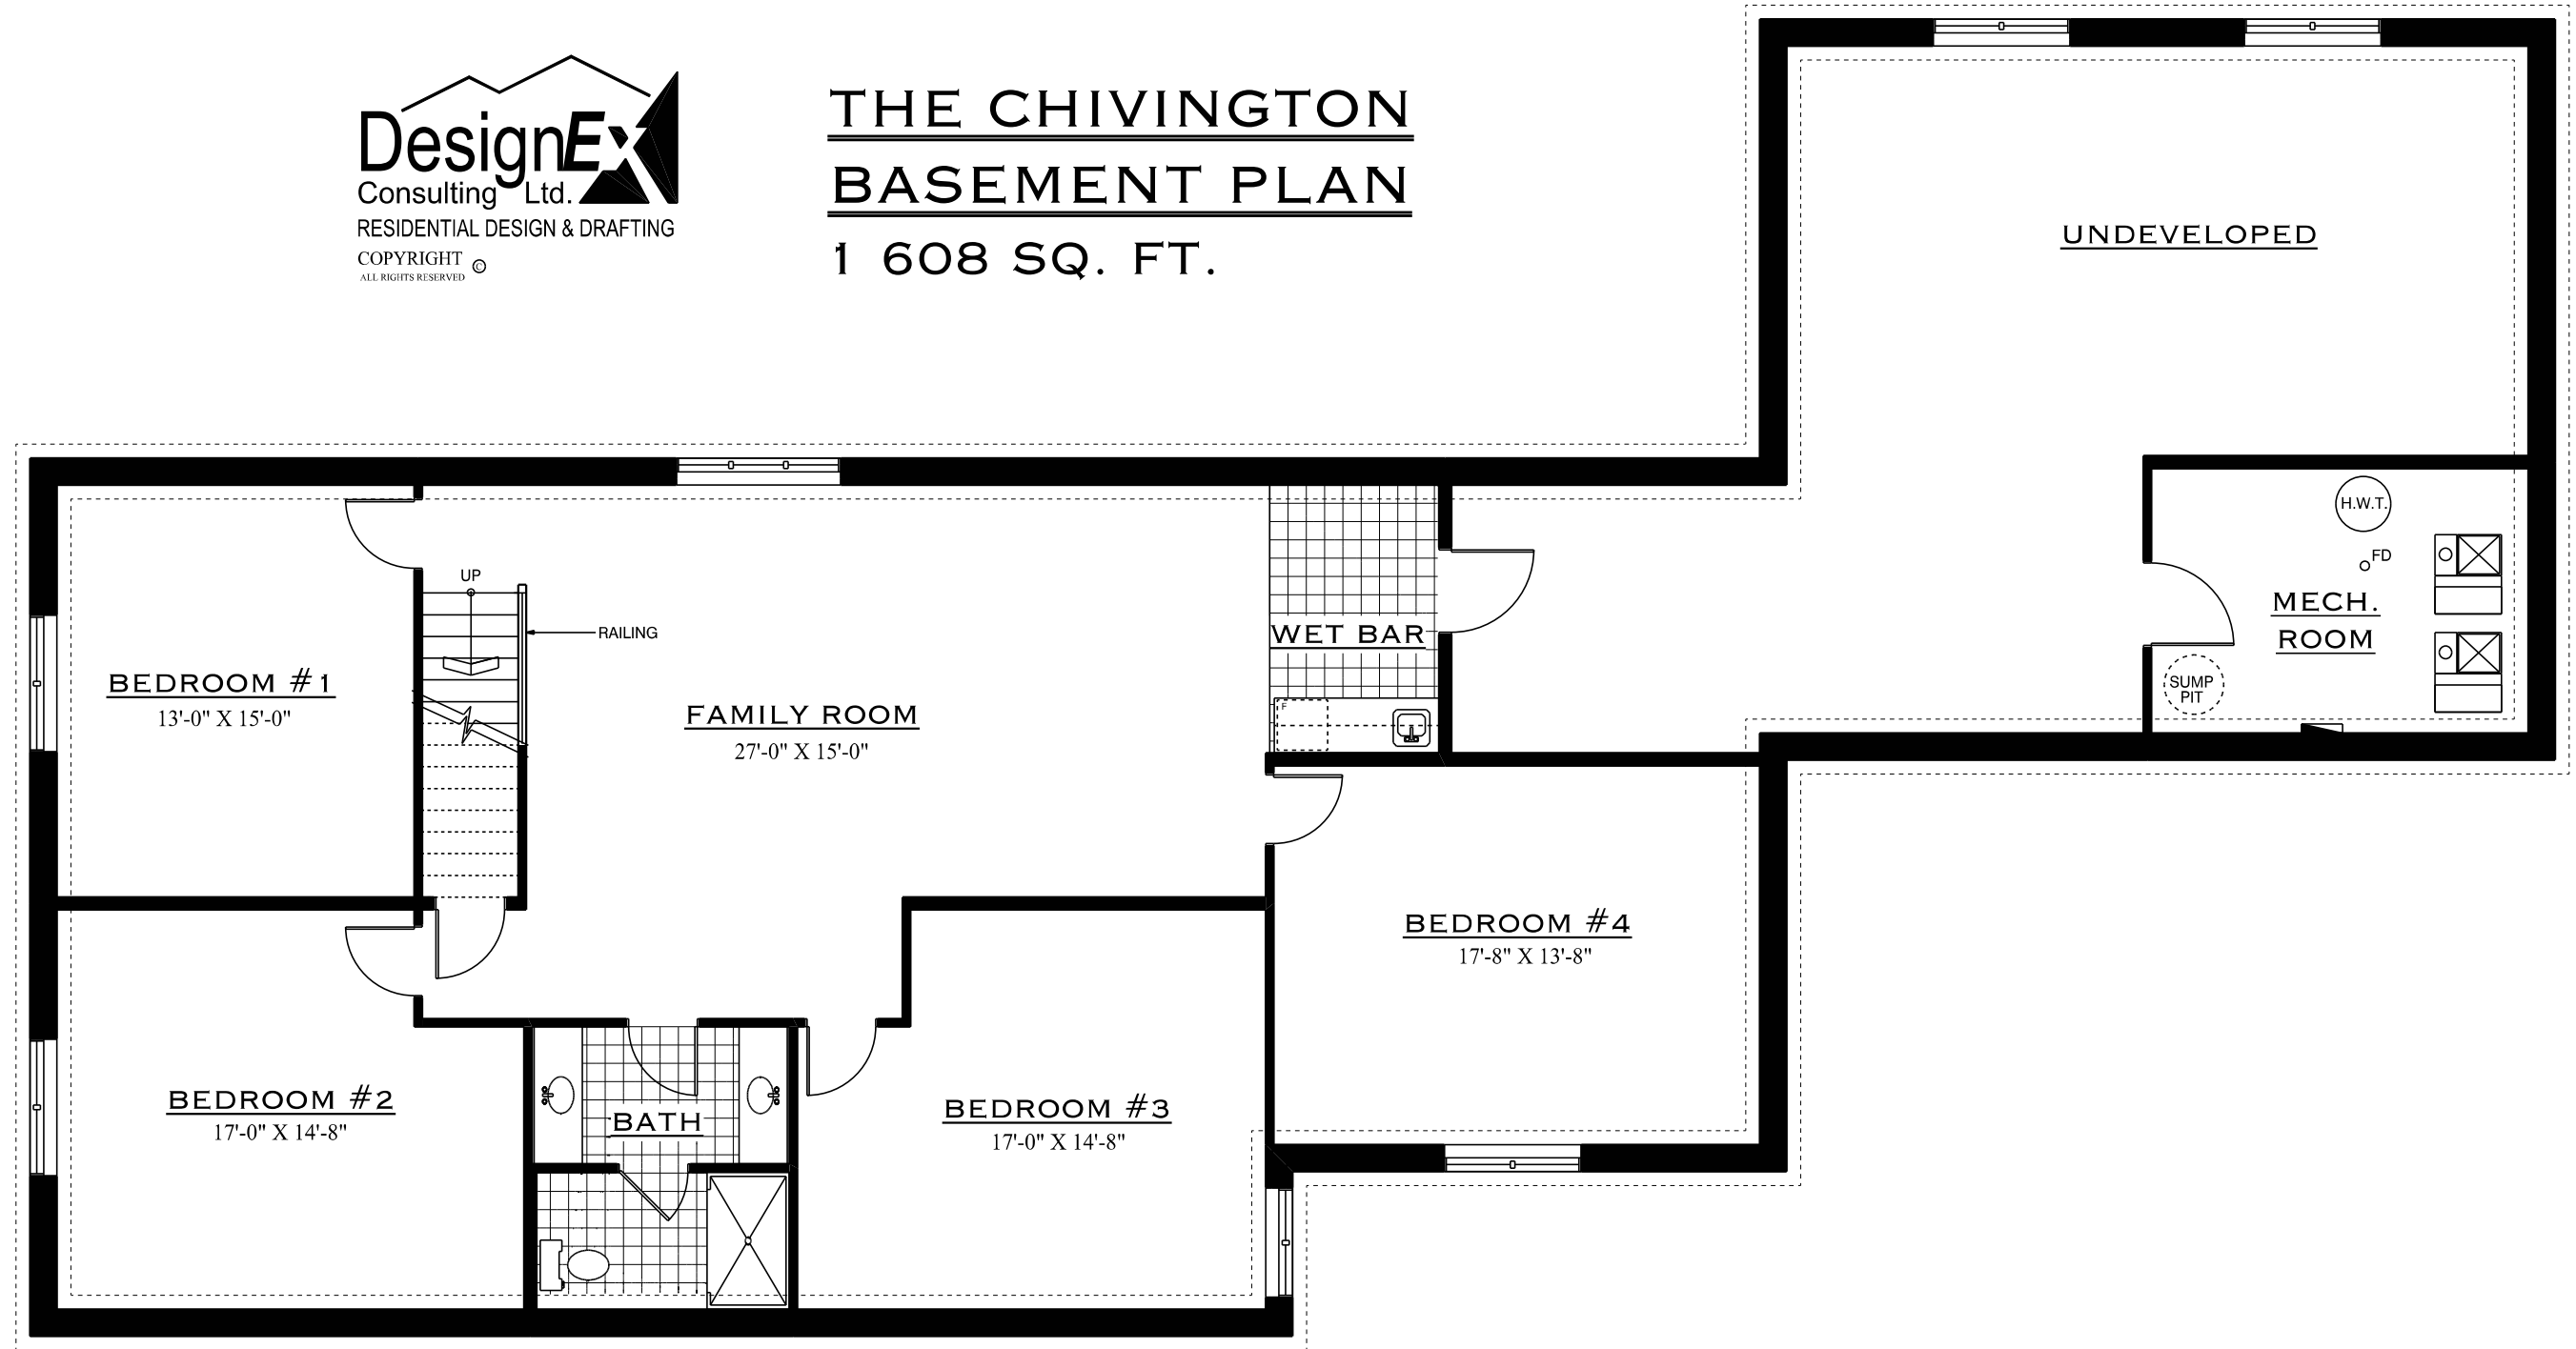 DesignEx
Consulting Ltd.
RESIDENTIAL DESIGN & DRAFTING
COPYRIGHT ©
ALL RIGHTS RESERVED
THE CHIVINGTON
BASEMENT PLAN
1 608 SQ. FT.
UNDEVELOPED
H.W.T.
FD
MECH.
ROOM
SUMP
PIT
UP
RAILING
WET BAR
F
BEDROOM #1
13'-0" X 15'-0"
FAMILY ROOM
27'-0" X 15'-0"
BEDROOM #4
17'-8" X 13'-8"
BEDROOM #2
17'-0" X 14'-8"
BATH
BEDROOM #3
17'-0" X 14'-8"